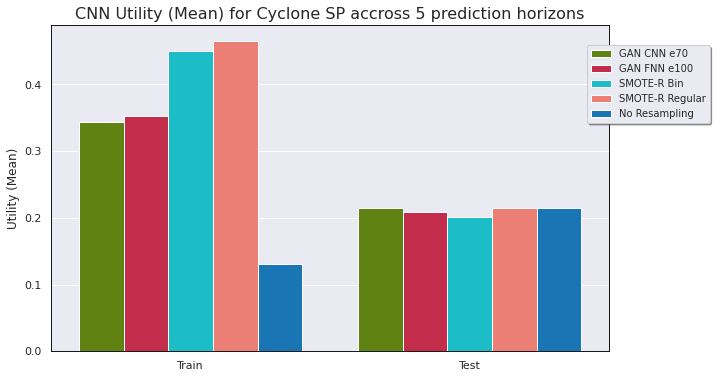 CNN Utility (Mean) for Cyclone SP accross 5 prediction horizons
GAN CNN e70
GAN FNN e100
SMOTE-R Bin
SMOTE-R Regular
No Resampling
Utility (Mean)
0.4
0.3
0.2
0.1
0.0
Train
Test